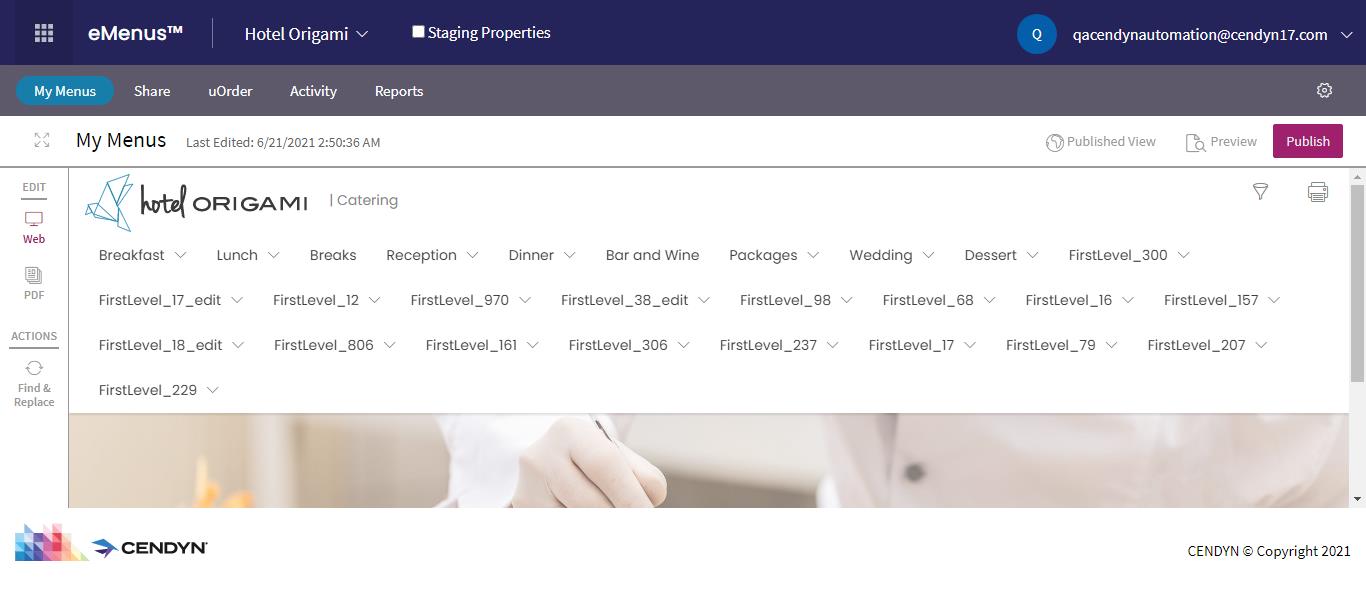 eMenus™ Hotel Origami Staging Properties Q qacendynautomation@cendyn17.com
My Menus Share uOrder Activity Reports
My Menus Last Edited: 6/21/2021 2:50:36 AM Published View Preview Publish
EDIT
Web
PDF
ACTIONS
Find &
Replace
hotel ORIGAMI | Catering
Breakfast Lunch Breaks Reception Dinner Bar and Wine Packages Wedding Dessert FirstLevel_300
FirstLevel_17_edit FirstLevel_12 FirstLevel_970 FirstLevel_38_edit FirstLevel_98 FirstLevel_68 FirstLevel_16 FirstLevel_157
FirstLevel_18_edit FirstLevel_806 FirstLevel_161 FirstLevel_306 FirstLevel_237 FirstLevel_17 FirstLevel_79 FirstLevel_207
FirstLevel_229
CENDYN CENDYN © Copyright 2021